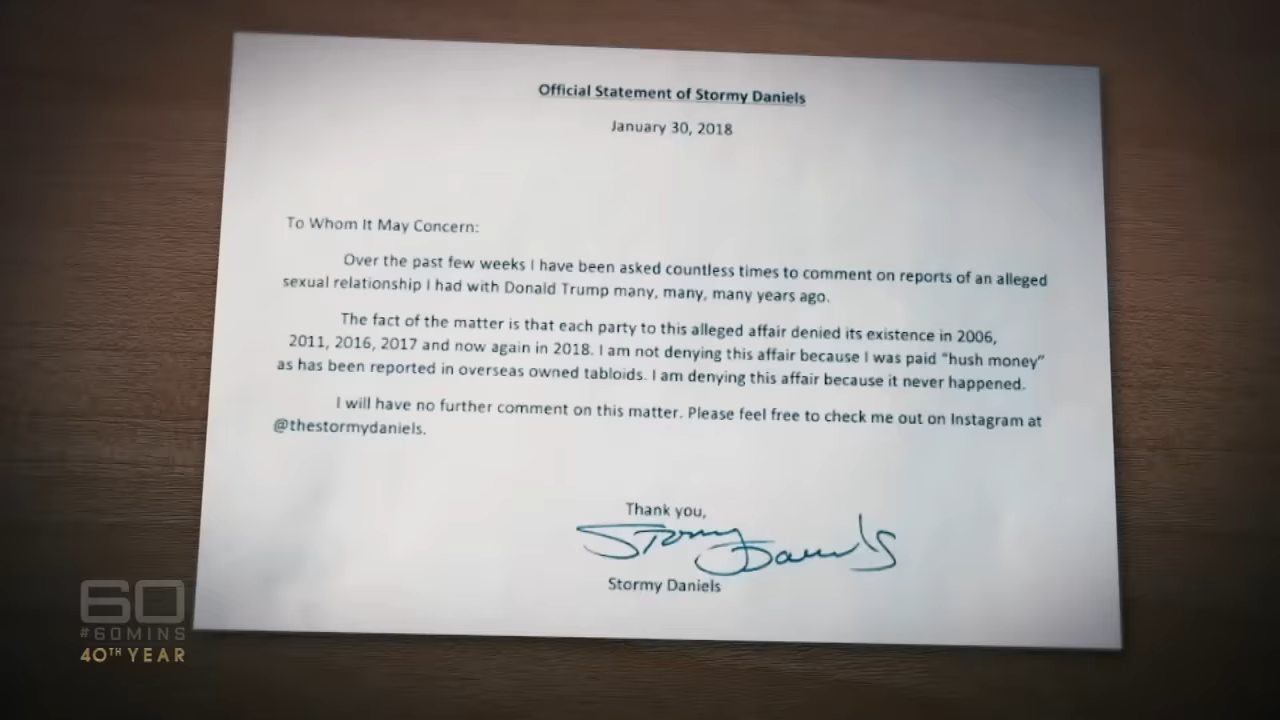 Official Statement of Stormy Daniels
January 30, 2018
To Whom It May Concern:
Over the past few weeks I have been asked countless times to comment on reports of an alleged
sexual relationship I had with Donald Trump many, many, many years ago.
The fact of the matter is that each party to this alleged affair denied its existence in 2006,
2011, 2016, 2017 and now again in 2018. I am not denying this affair because I was paid “hush money”
as has been reported in overseas owned tabloids. I am denying this affair because it never happened.
I will have no further comment on this matter. Please feel free to check me out on Instagram at
@thestormydaniels.
Thank you,
Stormy Daniels
Stormy Daniels
60
#60MINS
40TH YEAR